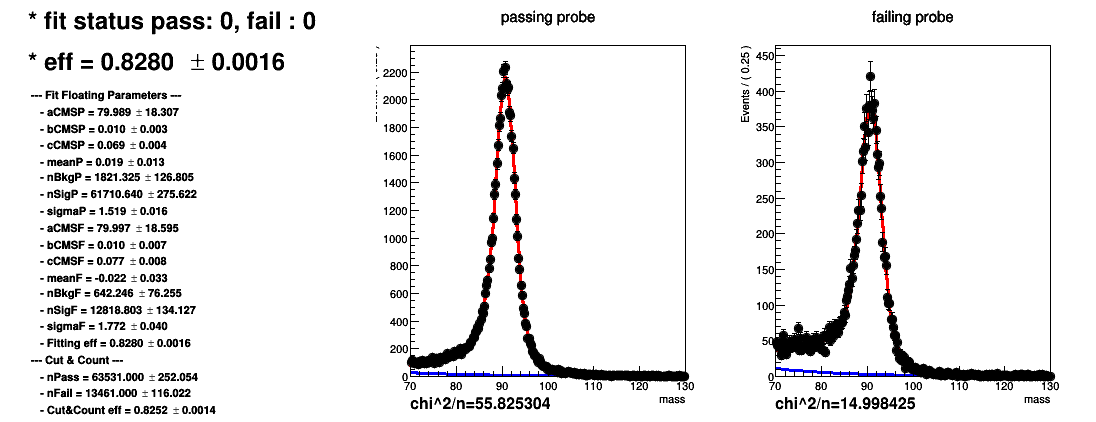 * fit status pass: 0, fail : 0
* eff = 0.8280 ± 0.0016
--- Fit Floating Parameters ---
- aCMSP = 79.989 ± 18.307
- bCMSP = 0.010 ± 0.003
- cCMSP = 0.069 ± 0.004
- meanP = 0.019 ± 0.013
- nBkgP = 1821.325 ± 126.805
- nSigP = 61710.640 ± 275.622
- sigmaP = 1.519 ± 0.016
- aCMSF = 79.997 ± 18.595
- bCMSF = 0.010 ± 0.007
- cCMSF = 0.077 ± 0.008
- meanF = -0.022 ± 0.033
- nBkgF = 642.246 ± 76.255
- nSigF = 12818.803 ± 134.127
- sigmaF = 1.772 ± 0.040
- Fitting eff = 0.8280 ± 0.0016
--- Cut & Count ---
- nPass = 63531.000 ± 252.054
- nFail = 13461.000 ± 116.022
- Cut&Count eff = 0.8252 ± 0.0014
passing probe
2200
2000
1800
1600
1400
1200
1000
800
600
400
200
0
70 80 90 100 110 120 130
mass
chi^2/n=55.825304
failing probe
Events / ( 0.25 )
450
400
350
300
250
200
150
100
50
0
70 80 90 100 110 120 130
mass
chi^2/n=14.998425